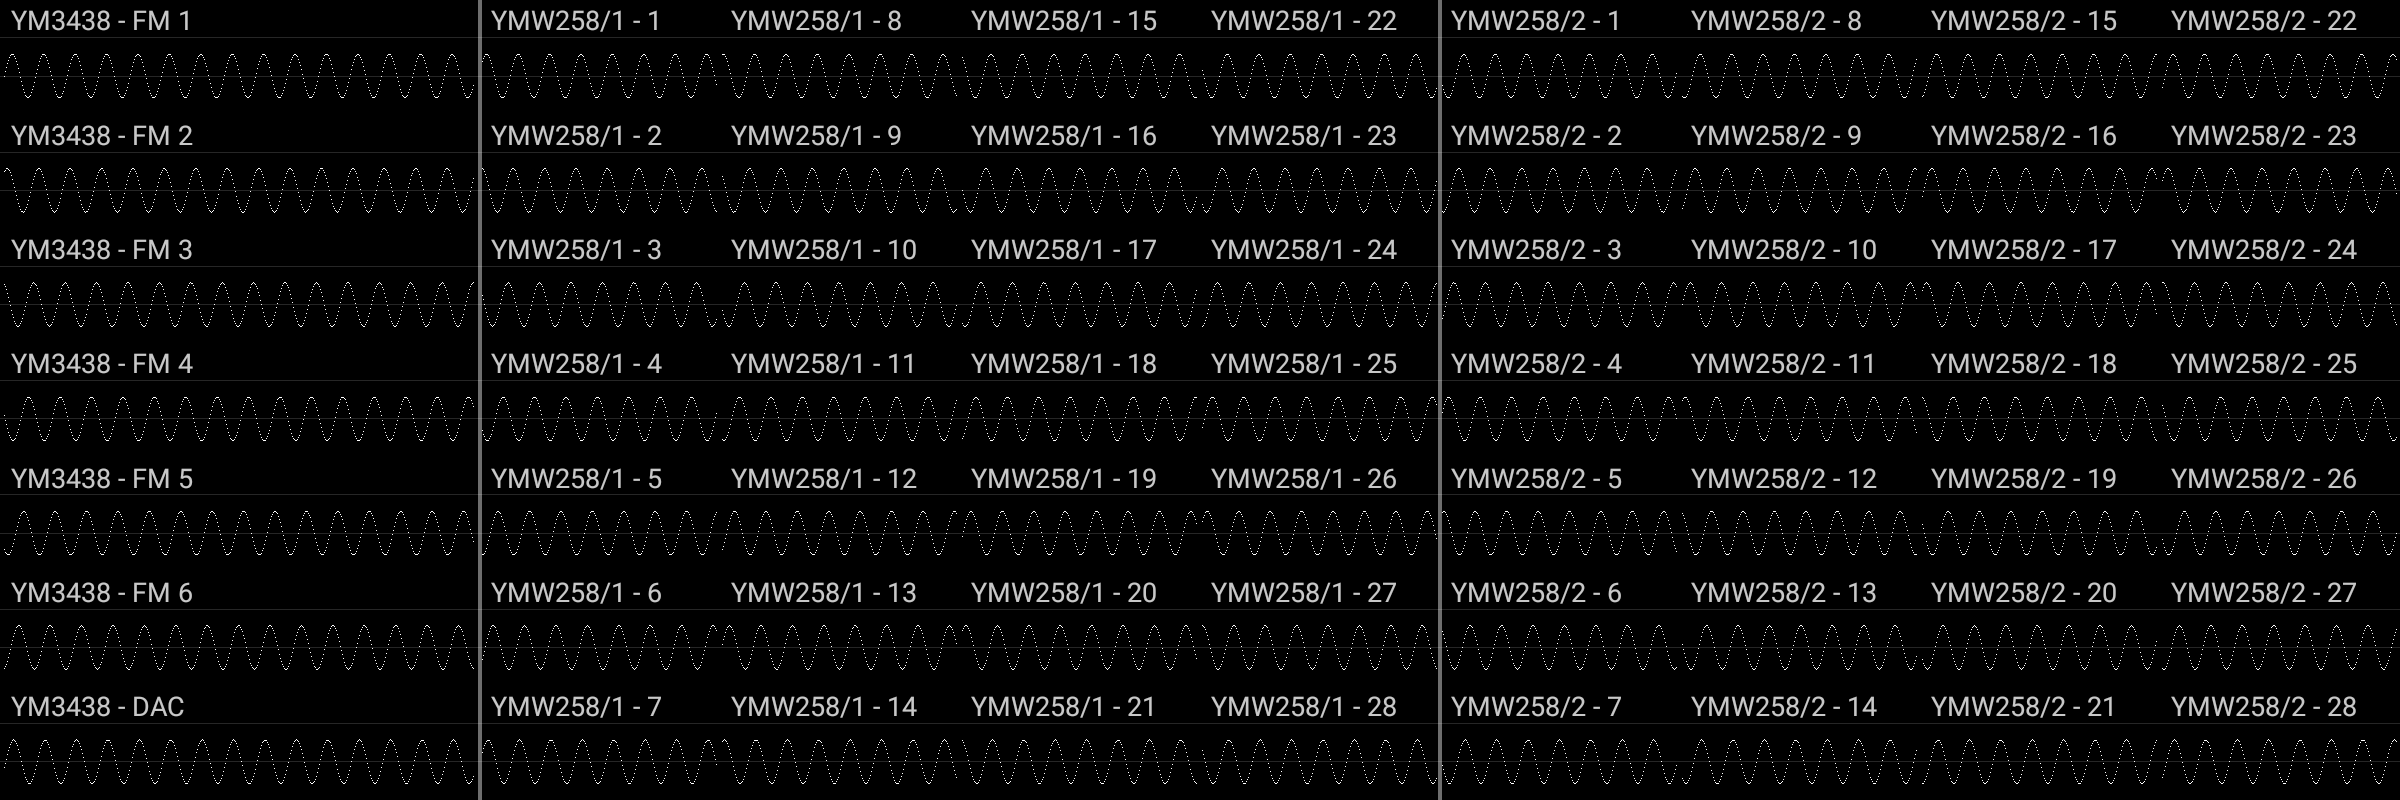 YM3438 - FM 1
YMW258/1 - 1
YMW258/1 - 8
YMW258/1 - 15
YMW258/1 - 22
YMW258/2 - 1
YMW258/2 - 8
YMW258/2 - 15
YMW258/2 - 22
YM3438 - FM 2
YMW258/1 - 2
YMW258/1 - 9
YMW258/1 - 16
YMW258/1 - 23
YMW258/2 - 2
YMW258/2 - 9
YMW258/2 - 16
YMW258/2 - 23
YM3438 - FM 3
YMW258/1 - 3
YMW258/1 - 10
YMW258/1 - 17
YMW258/1 - 24
YMW258/2 - 3
YMW258/2 - 10
YMW258/2 - 17
YMW258/2 - 24
YM3438 - FM 4
YMW258/1 - 4
YMW258/1 - 11
YMW258/1 - 18
YMW258/1 - 25
YMW258/2 - 4
YMW258/2 - 11
YMW258/2 - 18
YMW258/2 - 25
YM3438 - FM 5
YMW258/1 - 5
YMW258/1 - 12
YMW258/1 - 19
YMW258/1 - 26
YMW258/2 - 5
YMW258/2 - 12
YMW258/2 - 19
YMW258/2 - 26
YM3438 - FM 6
YMW258/1 - 6
YMW258/1 - 13
YMW258/1 - 20
YMW258/1 - 27
YMW258/2 - 6
YMW258/2 - 13
YMW258/2 - 20
YMW258/2 - 27
YM3438 - DAC
YMW258/1 - 7
YMW258/1 - 14
YMW258/1 - 21
YMW258/1 - 28
YMW258/2 - 7
YMW258/2 - 14
YMW258/2 - 21
YMW258/2 - 28